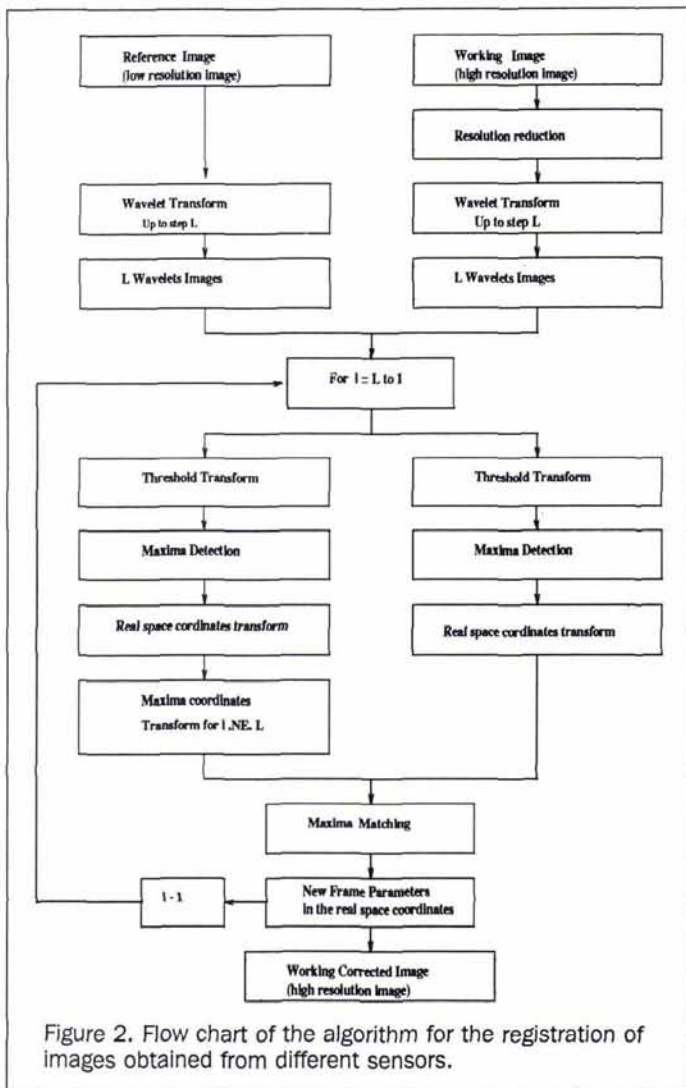 Reference Image
(low resolution image)
Working Image
(high resolution image)
Resolution reduction
Wavelet Transform
Up to step L
Wavelet Transform
Up to step L
L Wavelets Images
L Wavelets Images
For l = L to 1
Threshold Transform
Threshold Transform
Maxima Detection
Maxima Detection
Real space cordinates transform
Real space cordinates transform
Maxima coordinates
Transform for l .NE. L
Maxima Matching
l - 1
New Frame Parameters
in the real space coordinates
Working Corrected Image
(high resolution image)
Figure 2. Flow chart of the algorithm for the registration of
images obtained from different sensors.